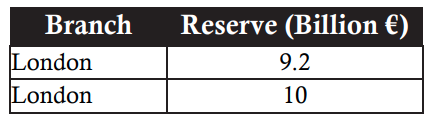 Branch Reserve (Billion €)
London 9.2
London 10